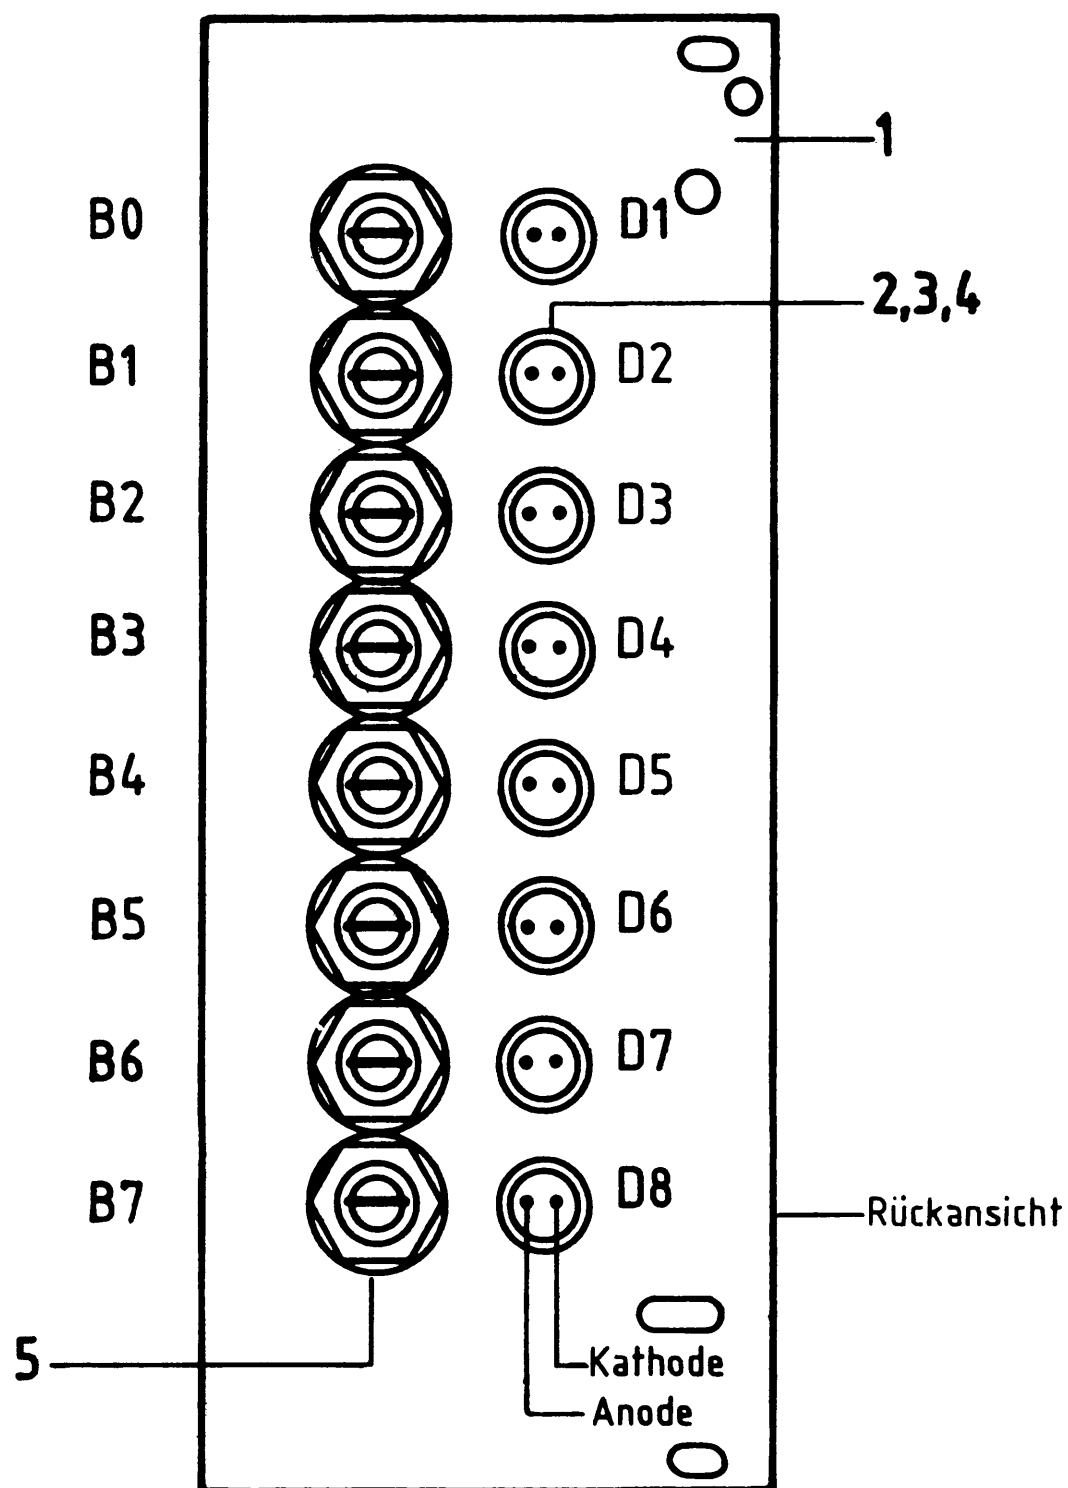 1
B0 D1
2,3,4
B1 D2
B2 D3
B3 D4
B4 D5
B5 D6
B6 D7
B7 D8
Rückansicht
5
Kathode
Anode